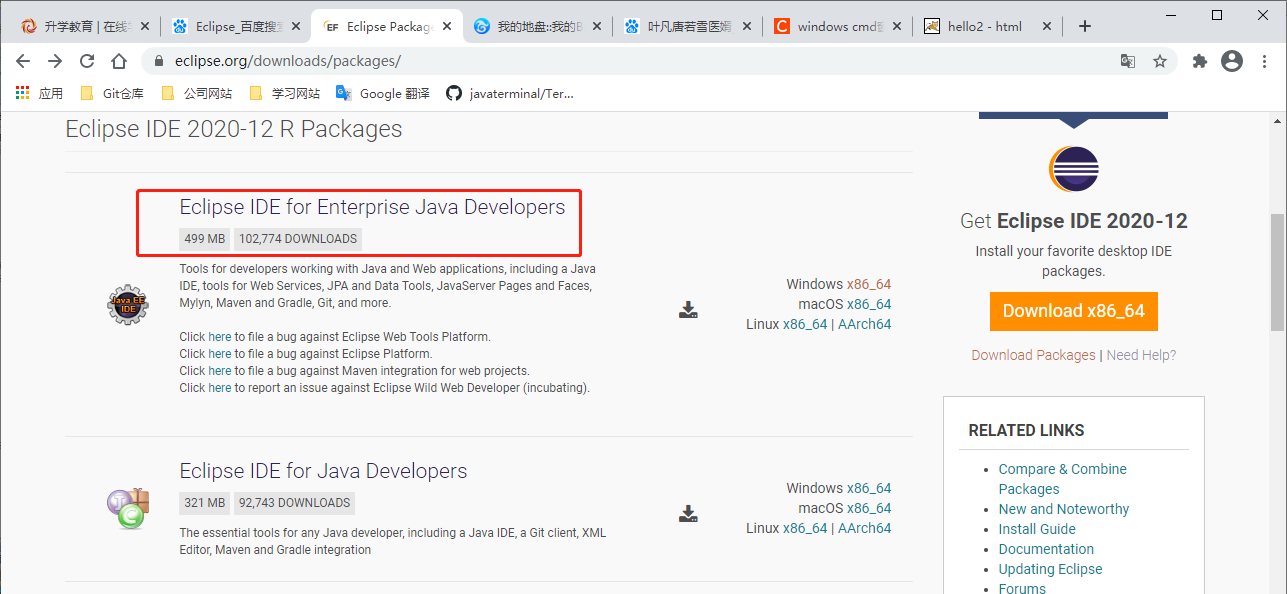 升学教育 | 在线
Eclipse_百度搜索
Eclipse Packag
我的地盘::我的B
叶凡唐若雪医婿
windows cmd
hello2 - html
eclipse.org/downloads/packages/
应用
Git仓库
公司网站
学习网站
Google 翻译
javaterminal/Ter...
Eclipse IDE 2020-12 R Packages
Eclipse IDE for Enterprise Java Developers
499 MB 102,774 DOWNLOADS
Tools for developers working with Java and Web applications, including a Java
IDE, tools for Web Services, JPA and Data Tools, JavaServer Pages and Faces,
Mylyn, Maven and Gradle, Git, and more.
Click here to file a bug against Eclipse Web Tools Platform.
Click here to file a bug against Eclipse Platform.
Click here to file a bug against Maven integration for web projects.
Click here to report an issue against Eclipse Wild Web Developer (incubating).
Java EE
IDE
Windows x86_64
macOS x86_64
Linux x86_64 | AArch64
Eclipse IDE for Java Developers
321 MB 92,743 DOWNLOADS
The essential tools for any Java developer, including a Java IDE, a Git client, XML
Editor, Maven and Gradle integration
Windows x86_64
macOS x86_64
Linux x86_64 | AArch64
Get Eclipse IDE 2020-12
Install your favorite desktop IDE
packages.
Download x86_64
Download Packages | Need Help?
RELATED LINKS
Compare & Combine
Packages
New and Noteworthy
Install Guide
Documentation
Updating Eclipse
Forums